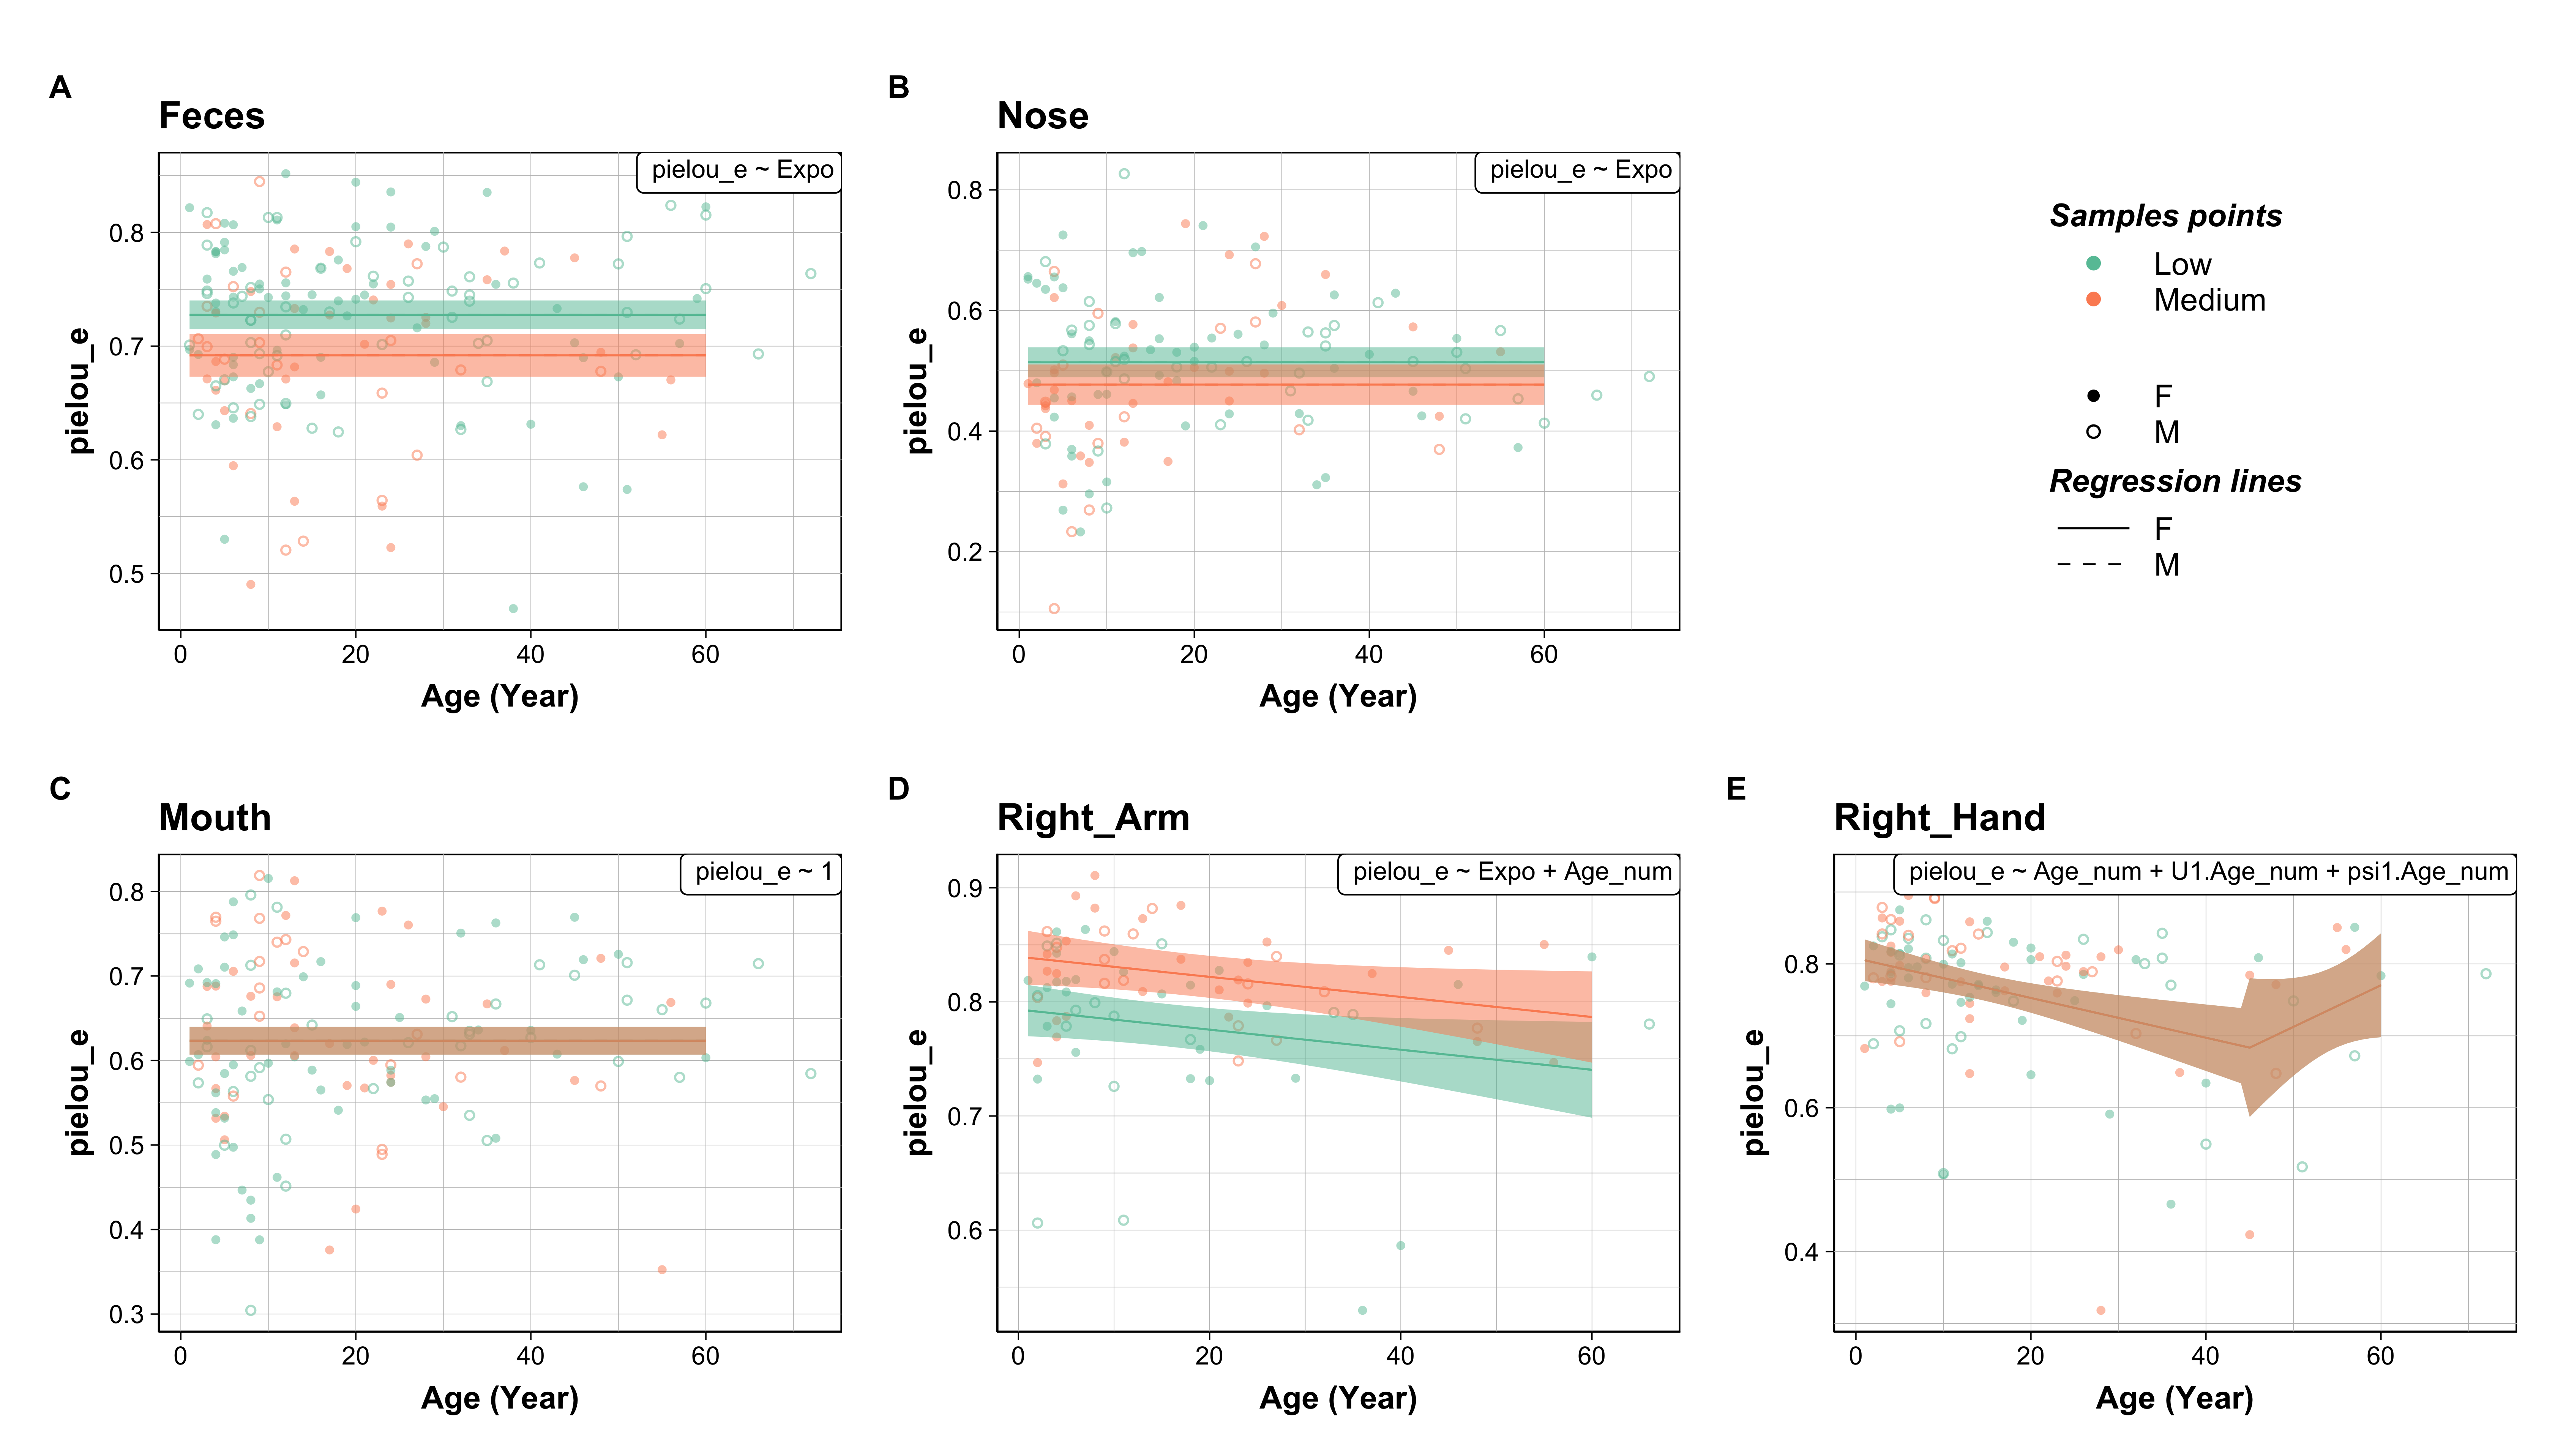 A
Feces
pielou_e ~ Expo
0.8
0.7
0.6
0.5
pielou_e
0 20 40 60
Age (Year)
B
Nose
pielou_e ~ Expo
0.8
0.6
0.4
0.2
pielou_e
0 20 40 60
Age (Year)
Samples points
Low
Medium
F
M
Regression lines
F
M
C
Mouth
pielou_e ~ 1
0.8
0.7
0.6
0.5
0.4
0.3
pielou_e
0 20 40 60
Age (Year)
D
Right_Arm
pielou_e ~ Expo + Age_num
0.9
0.8
0.7
0.6
pielou_e
0 20 40 60
Age (Year)
E
Right_Hand
pielou_e ~ Age_num + U1.Age_num + psi1.Age_num
0.8
0.6
0.4
pielou_e
0 20 40 60
Age (Year)